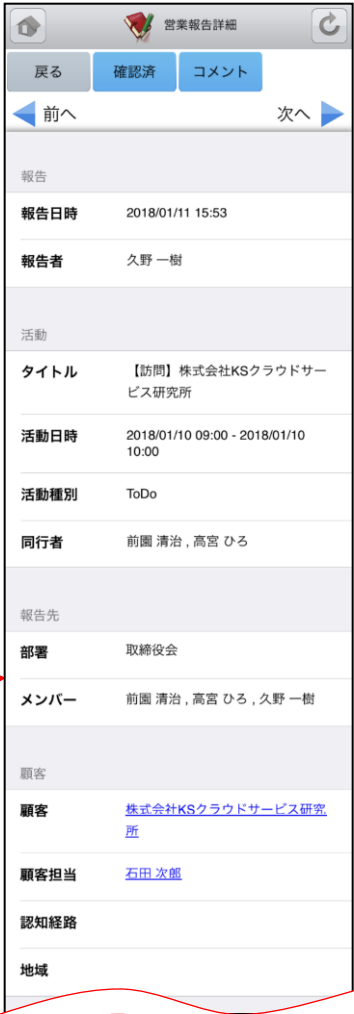 営業報告詳細
戻る 確認済 コメント
前へ 次へ
報告
報告日時 2018/01/11 15:53
報告者 久野 一樹
活動
タイトル 【訪問】株式会社KSクラウドサー
ビス研究所
活動日時 2018/01/10 09:00 - 2018/01/10
10:00
活動種別 ToDo
同行者 前園 清治 , 高宮 ひろ
報告先
部署 取締役会
メンバー 前園 清治 , 高宮 ひろ , 久野 一樹
顧客
顧客 株式会社KSクラウドサービス研究
所
顧客担当 石田 次郎
認知経路
地域